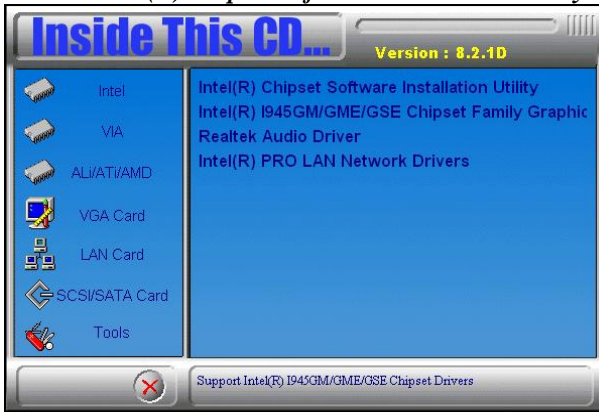 Inside This CD...
Version : 8.2.1D
Intel
VIA
ALi/ATi/AMD
VGA Card
LAN Card
SCSI/SATA Card
Tools
Intel(R) Chipset Software Installation Utility
Intel(R) I945GM/GME/GSE Chipset Family Graphic
Realtek Audio Driver
Intel(R) PRO LAN Network Drivers
Support Intel(R) I945GM/GME/GSE Chipset Drivers